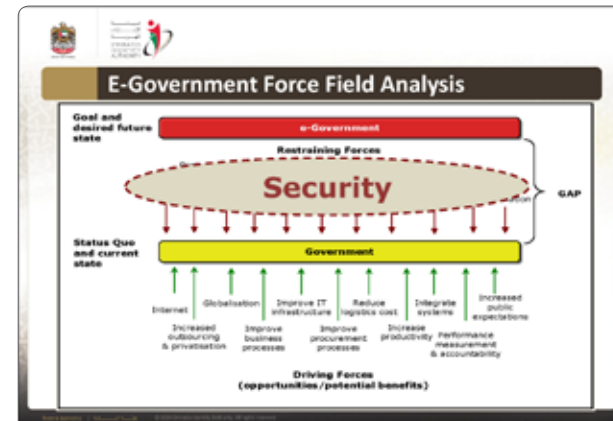 E-Government Force Field Analysis
Goal and
desired future
state
e-Government
Restraining Forces
Security
GAP
Status Quo
and current
state
Government
Internet
Globalisation
Improve IT
infrastructure
Reduce
logistics cost
Integrate
systems
Increased
public
expectations
Increased
outsourcing
& privatisation
Improve
business
processes
Improve
procurement
processes
Increase
productivity
Performance
measurement
& accountability
Driving Forces
(opportunities/potential benefits)